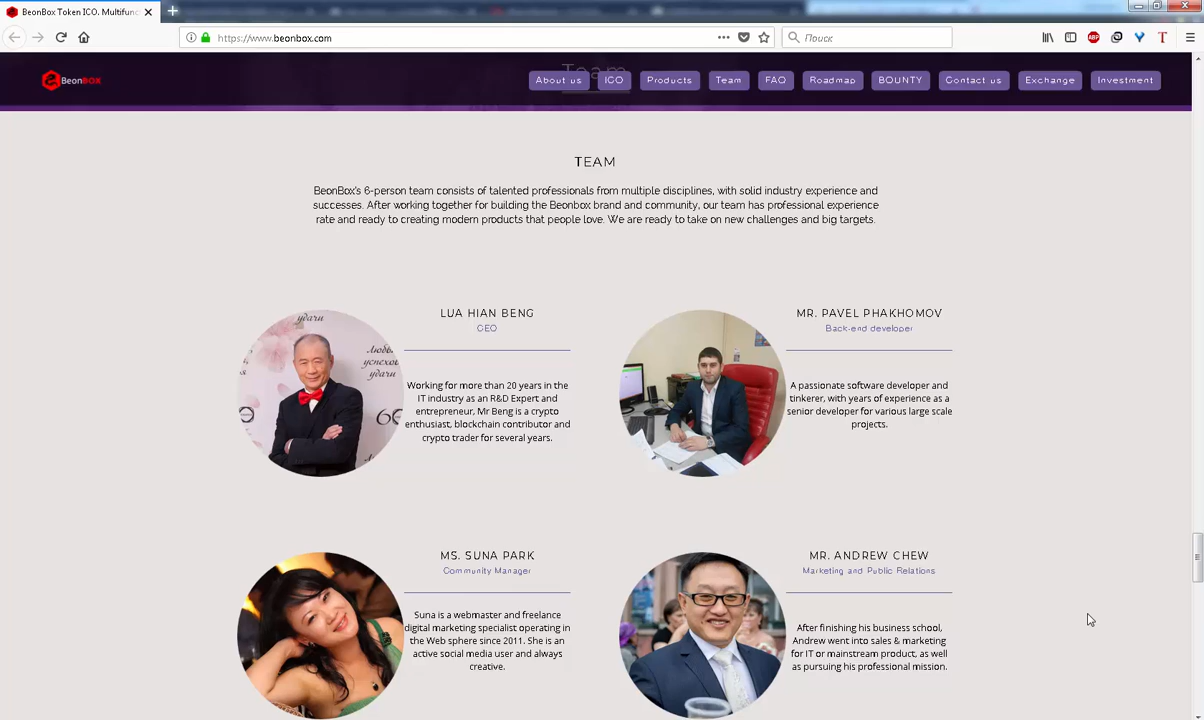 BeonBox Token ICO. Multifunc
https://www.beonbox.com
Поиск
ABP
BeonBOX
Team
About us
ICO
Products
Team
FAQ
Roadmap
BOUNTY
Contact us
Exchange
Investment
TEAM
BeonBox's 6-person team consists of talented professionals from multiple disciplines, with solid industry experience and
successes. After working together for building the Beonbox brand and community, our team has professional experience
rate and ready to creating modern products that people love. We are ready to take on new challenges and big targets.
LUA HIAN BENG
CEO
Working for more than 20 years in the
IT industry as an R&D Expert and
entrepreneur, Mr Beng is a crypto
enthusiast, blockchain contributor and
crypto trader for several years.
удачи
Любви
успехов
удачи
60
MR. PAVEL PHAKHOMOV
Back-end developer
A passionate software developer and
tinkerer, with years of experience as a
senior developer for various large scale
projects.
MS. SUNA PARK
Community Manager
Suna is a webmaster and freelance
digital marketing specialist operating in
the Web sphere since 2011. She is an
active social media user and always
creative.
MR. ANDREW CHEW
Marketing and Public Relations
After finishing his business school,
Andrew went into sales & marketing
for IT or mainstream product, as well
as pursuing his professional mission.